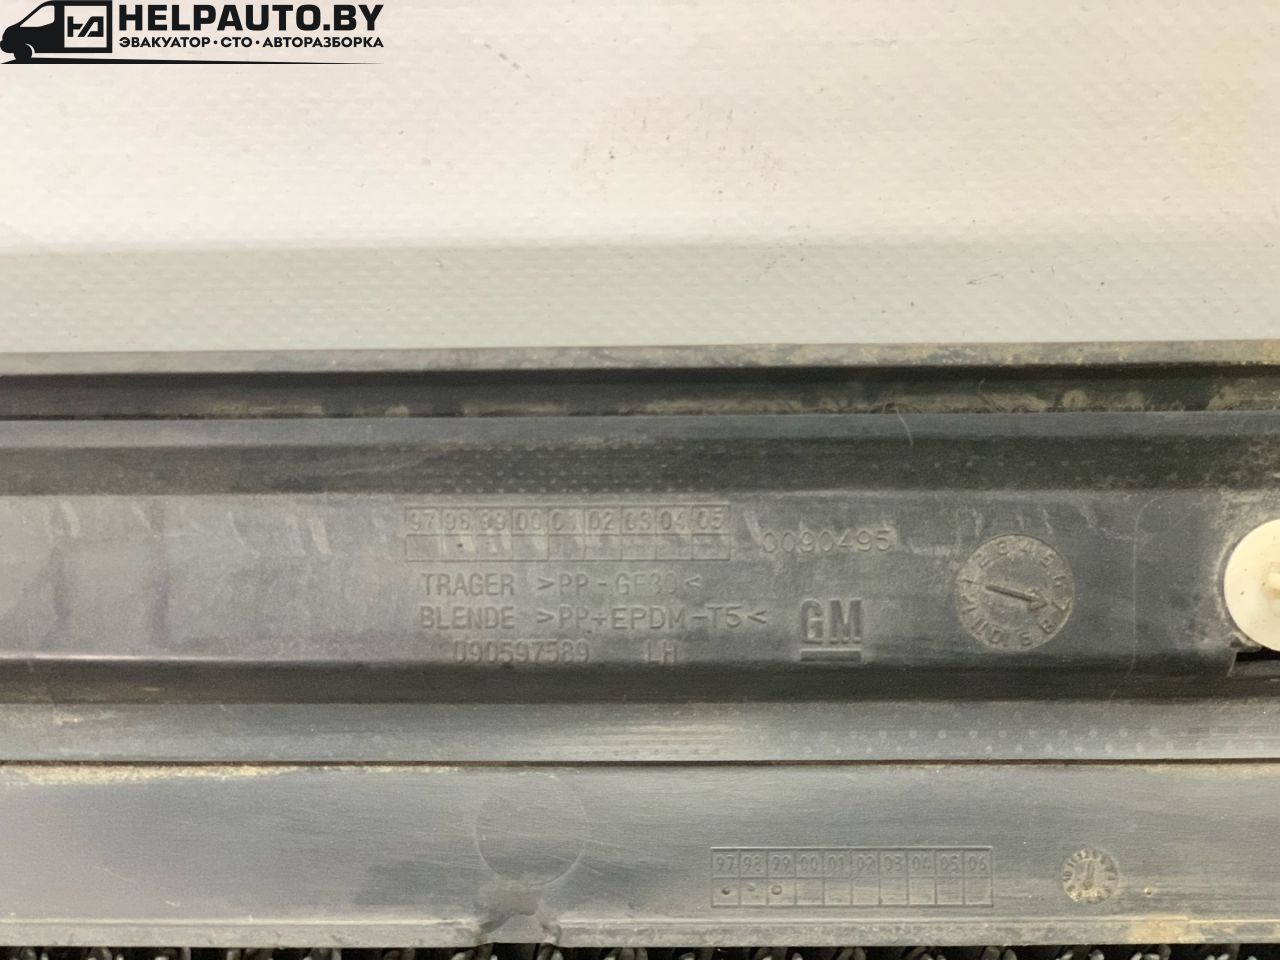 HELPAUTO.BY
ЭВАКУАТОР · СТО · АВТОРАЗБОРКА
97 98 99 00 01 02 03 04 05
0090495
TRAGER >PP-GF30<
BLENDE >PP+EPDM-T5<
GM
090597589 LH
97 98 99 00 01 02 03 04 05 06